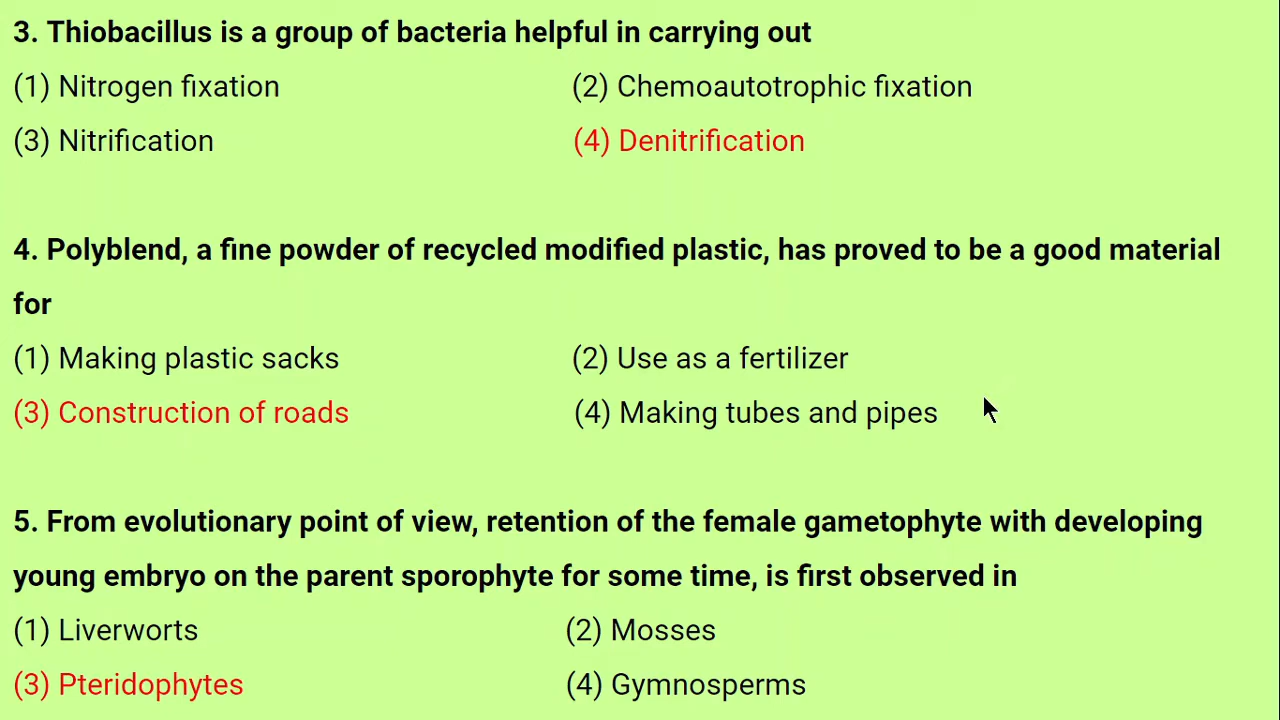 3. Thiobacillus is a group of bacteria helpful in carrying out
(1) Nitrogen fixation (2) Chemoautotrophic fixation
(3) Nitrification (4) Denitrification
4. Polyblend, a fine powder of recycled modified plastic, has proved to be a good material
for
(1) Making plastic sacks (2) Use as a fertilizer
(3) Construction of roads (4) Making tubes and pipes
5. From evolutionary point of view, retention of the female gametophyte with developing
young embryo on the parent sporophyte for some time, is first observed in
(1) Liverworts (2) Mosses
(3) Pteridophytes (4) Gymnosperms